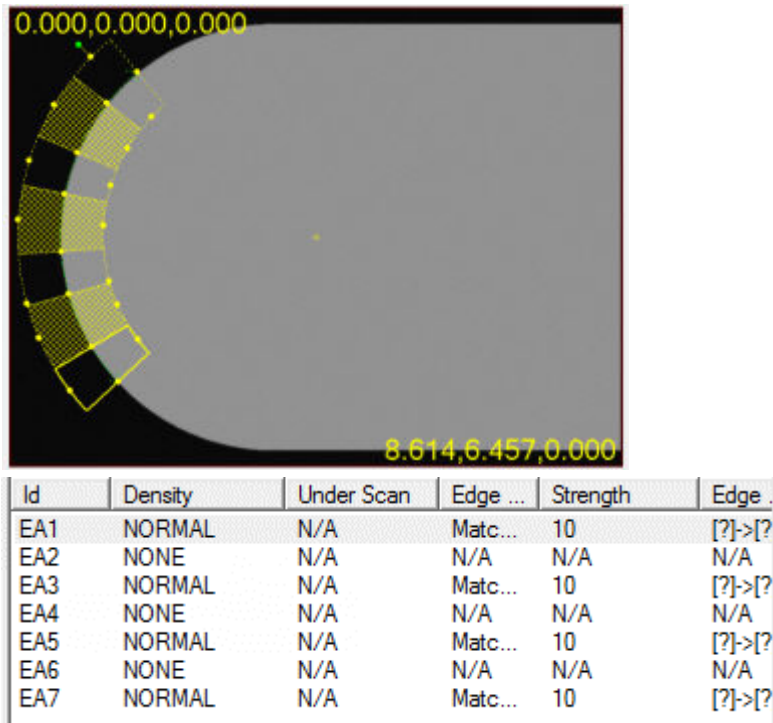 0.000,0.000,0.000
8.614,6.457,0.000
Id Density Under Scan Edge ... Strength Edge .
EA1 NORMAL N/A Matc... 10 [?]->[?
EA2 NONE N/A N/A N/A N/A
EA3 NORMAL N/A Matc... 10 [?]->[?
EA4 NONE N/A N/A N/A N/A
EA5 NORMAL N/A Matc... 10 [?]->[?
EA6 NONE N/A N/A N/A N/A
EA7 NORMAL N/A Matc... 10 [?]->[?